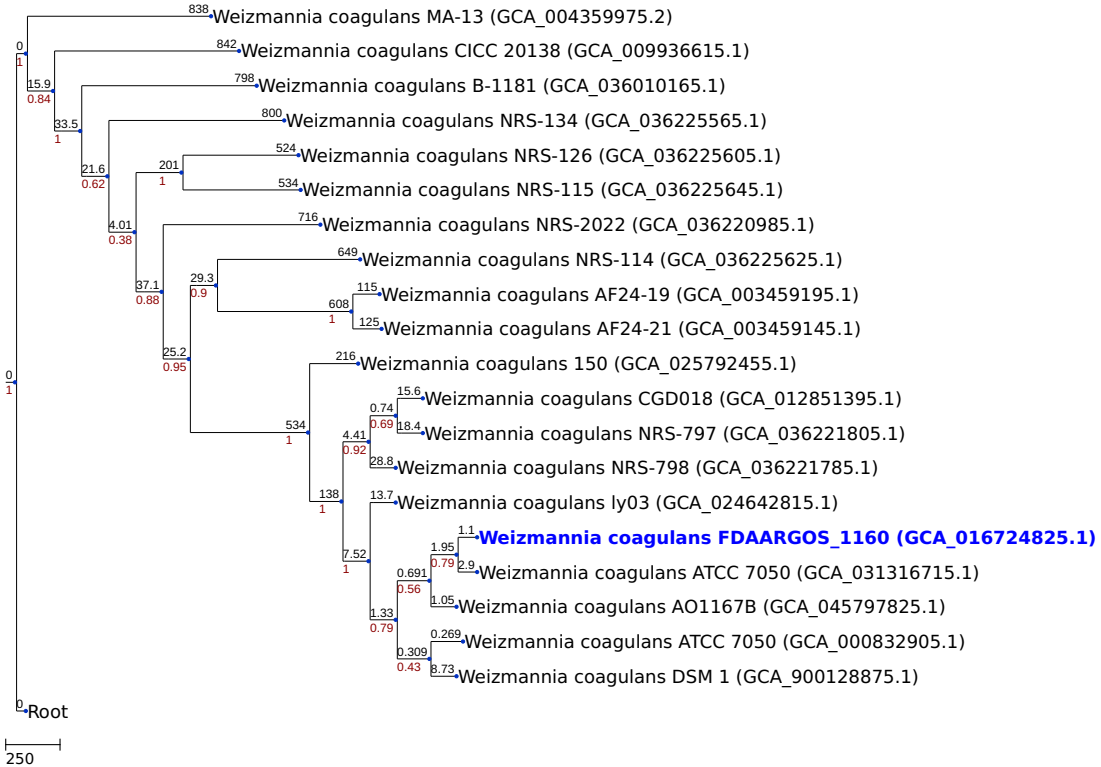 838 Weizmannia coagulans MA-13 (GCA_004359975.2)
0
1
842 Weizmannia coagulans CICC 20138 (GCA_009936615.1)
15.9
0.84
798 Weizmannia coagulans B-1181 (GCA_036010165.1)
33.5
1
800 Weizmannia coagulans NRS-134 (GCA_036225565.1)
524 Weizmannia coagulans NRS-126 (GCA_036225605.1)
21.6
0.62
201
1
534 Weizmannia coagulans NRS-115 (GCA_036225645.1)
716 Weizmannia coagulans NRS-2022 (GCA_036220985.1)
4.01
0.38
649 Weizmannia coagulans NRS-114 (GCA_036225625.1)
37.1
0.88
29.3
0.9
115 Weizmannia coagulans AF24-19 (GCA_003459195.1)
608
1
125 Weizmannia coagulans AF24-21 (GCA_003459145.1)
25.2
0.95
216 Weizmannia coagulans 150 (GCA_025792455.1)
0
1
15.6 Weizmannia coagulans CGD018 (GCA_012851395.1)
0.74
0.69
534
1
18.4 Weizmannia coagulans NRS-797 (GCA_036221805.1)
4.41
0.92
28.8 Weizmannia coagulans NRS-798 (GCA_036221785.1)
138
1
13.7 Weizmannia coagulans ly03 (GCA_024642815.1)
1.1 Weizmannia coagulans FDAARGOS_1160 (GCA_016724825.1)
7.52
1
1.95
0.79
2.9 Weizmannia coagulans ATCC 7050 (GCA_031316715.1)
0.691
0.56
1.05 Weizmannia coagulans AO1167B (GCA_045797825.1)
1.33
0.79
0.269 Weizmannia coagulans ATCC 7050 (GCA_000832905.1)
0.309
0.43
8.73 Weizmannia coagulans DSM 1 (GCA_900128875.1)
0 Root
250